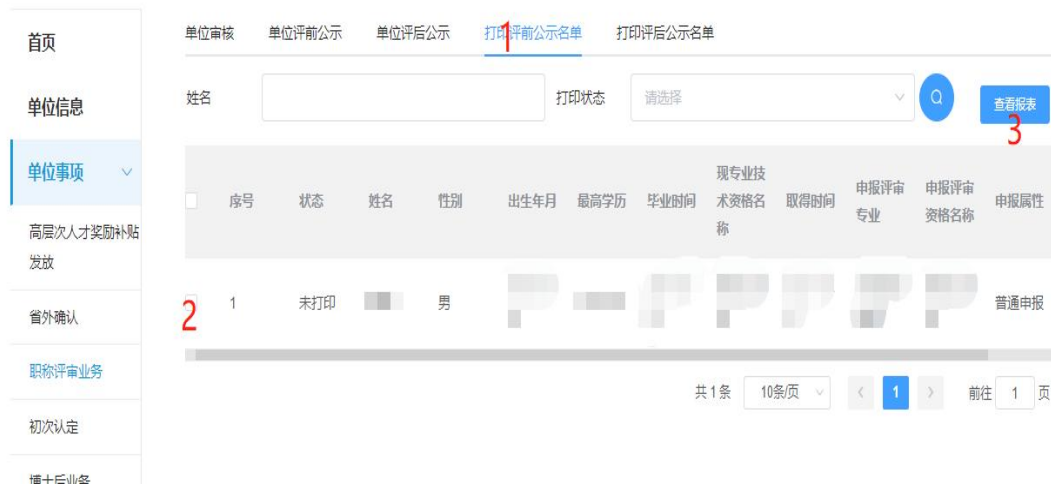 首页
单位信息
单位事项
高层次人才奖励补贴
发放
省外确认
职称评审业务
初次认定
博士后业务
单位审核 单位评前公示 单位评后公示 打印评前公示名单 打印评后公示名单
1
姓名 打印状态 请选择 查看报表
3
序号 状态 姓名 性别 出生年月 最高学历 毕业时间 现专业技 取得时间 申报评审 申报评审 申报属性
术资格名 专业 资格名称
称
2 1 未打印 男 普通申报
共 1 条 10条/页 < 1 > 前往 1 页